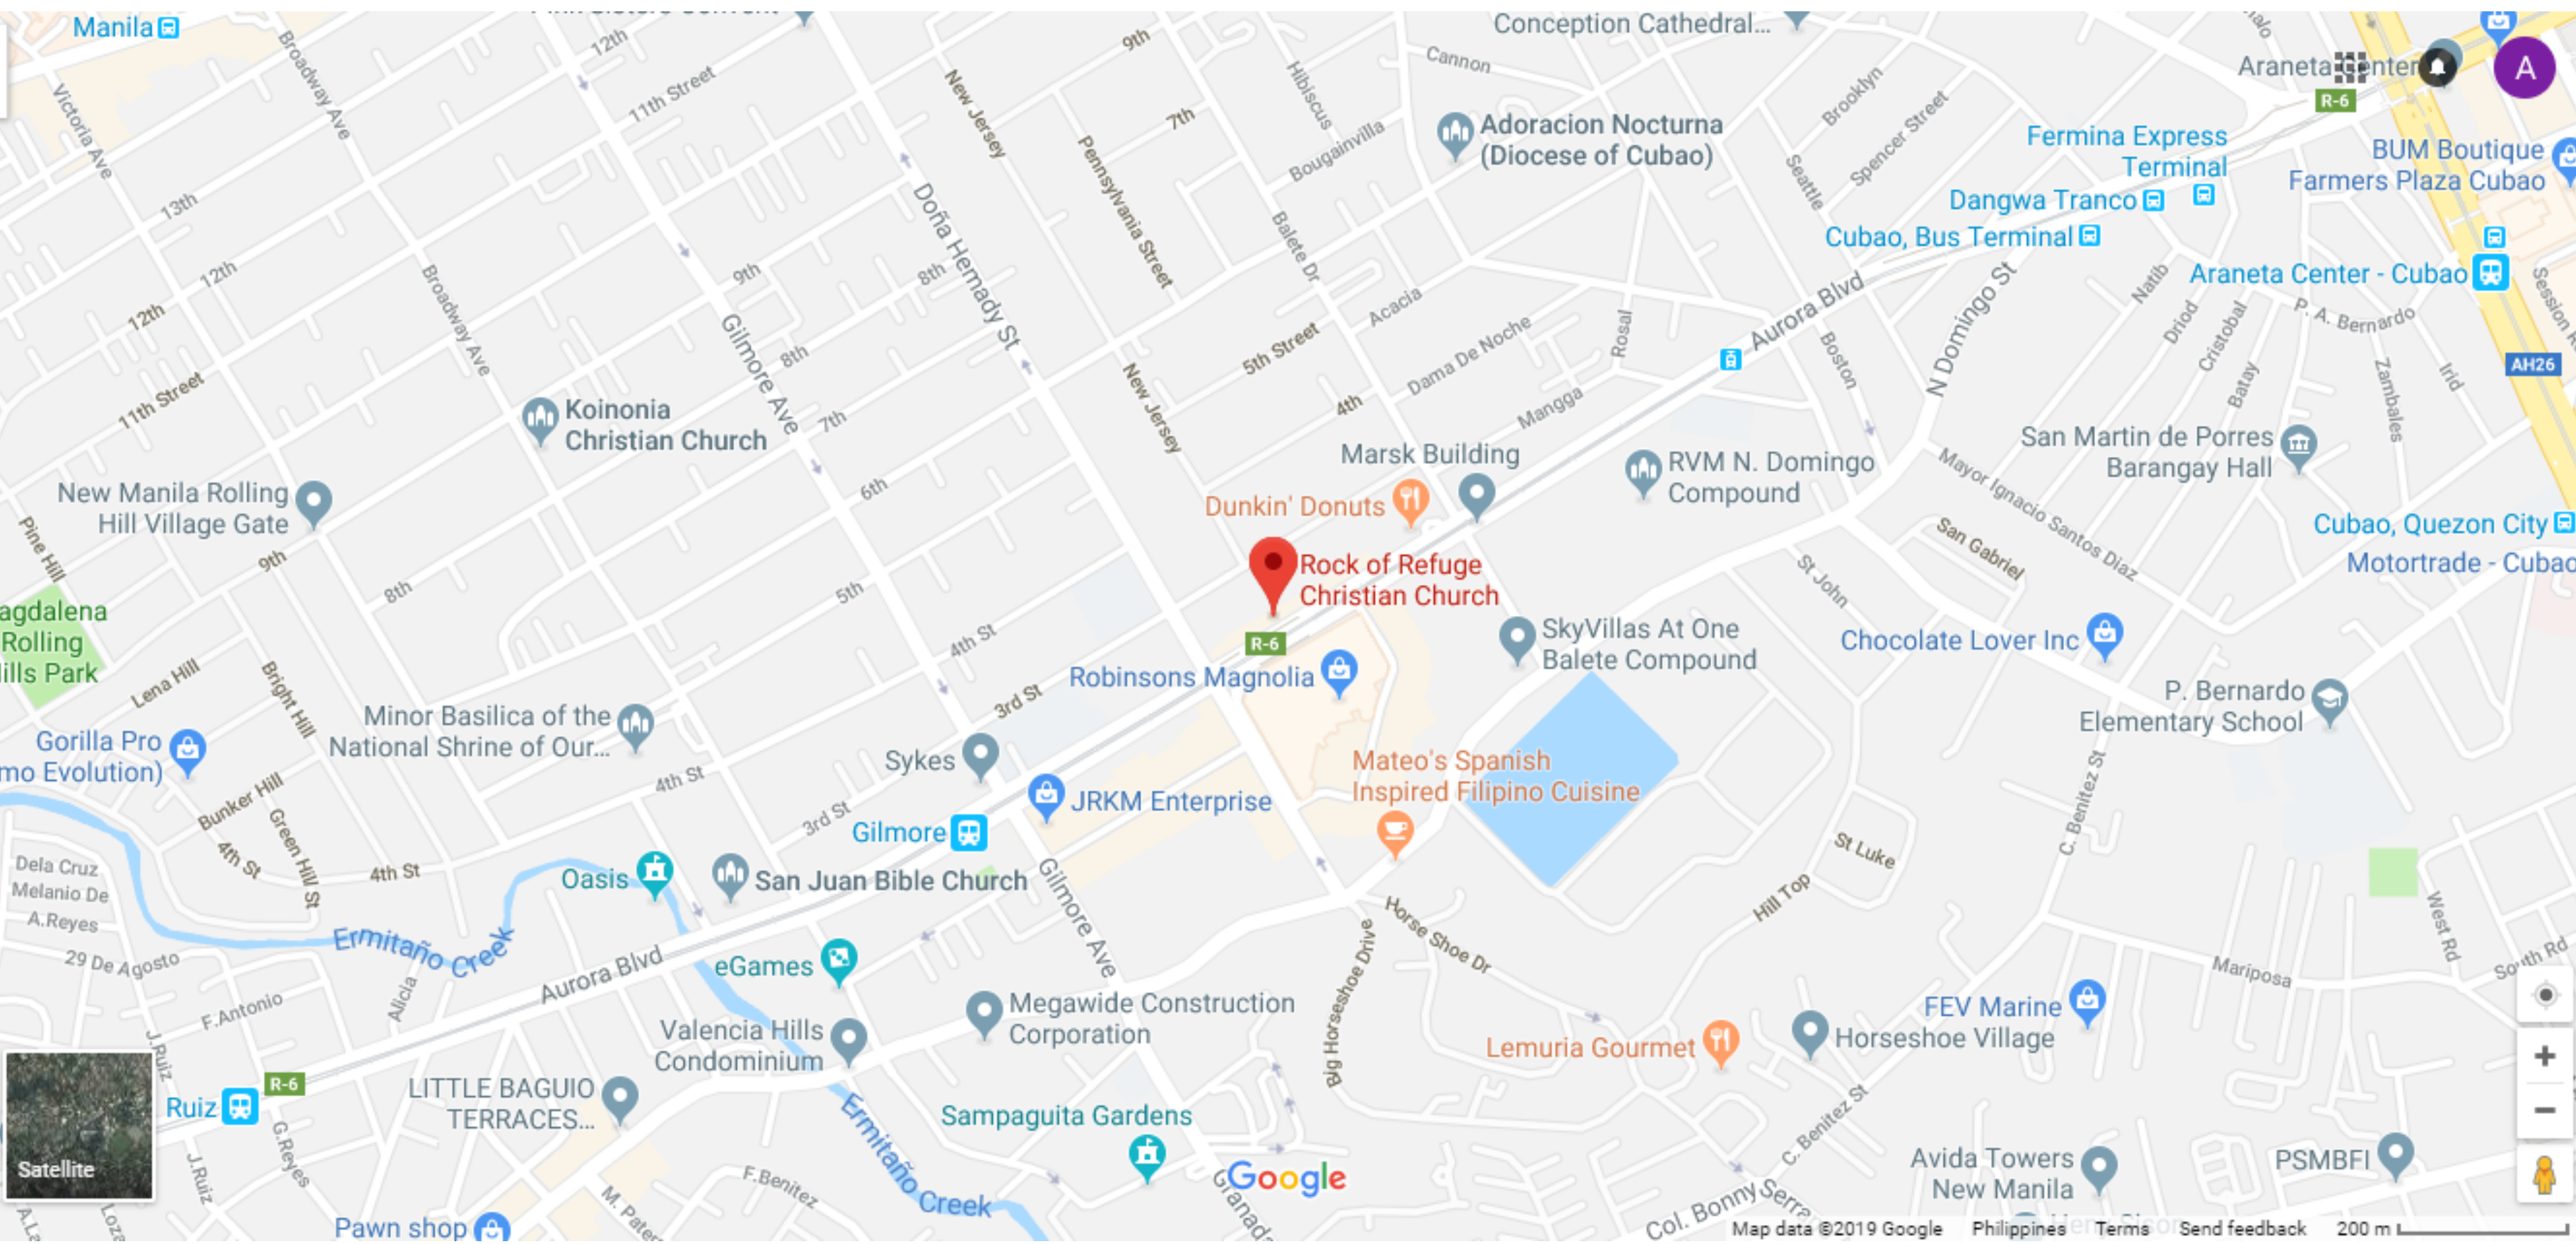 Manila
Conception Cathedral...
12th
11th Street
9th
Cannon
Broadway Ave
Victoria Ave
New Jersey
Hibiscus
7th
Pennsylvania Street
Bougainvilla
Adoracion Nocturna
(Diocese of Cubao)
Brooklyn
Spencer Street
Seattle
Araneta Center
A
R-6
Fermina Express
Terminal
Dangwa Tranco
Cubao, Bus Terminal
BUM Boutique
Farmers Plaza Cubao
Araneta Center - Cubao
13th
12th
12th
11th Street
Broadway Ave
9th
8th
8th
7th
Gilmore Ave
Doña Hemady St
Balete Dr
Acacia
5th Street
4th
Dama De Noche
Mangga
Rosal
Aurora Blvd
Boston
N Domingo St
Natib
Driod
Cristobal
Batay
P. A. Bernardo
Zambales
Irid
AH26
Koinonia
Christian Church
New Jersey
New Manila Rolling
Hill Village Gate
6th
Marsk Building
Dunkin' Donuts
RVM N. Domingo
Compound
San Martin de Porres
Barangay Hall
Mayor Ignacio Santos Diaz
San Gabriel
Cubao, Quezon City
Motortrade - Cubao
Pine Hill
9th
8th
5th
4th St
Rock of Refuge
Christian Church
R-6
SkyVillas At One
Balete Compound
St John
Chocolate Lover Inc
agdalena
Rolling
ills Park
Lena Hill
Bright Hill
Robinsons Magnolia
3rd St
P. Bernardo
Elementary School
Minor Basilica of the
National Shrine of Our...
Gorilla Pro
mo Evolution)
Sykes
4th St
3rd St
JRKM Enterprise
Gilmore
Mateo's Spanish
Inspired Filipino Cuisine
Bunker Hill
Green Hill St
4th St
4th St
Dela Cruz
Melanio De
A.Reyes
Oasis
San Juan Bible Church
Gilmore Ave
St Luke
Hill Top
C. Benitez St
West Rd
South Rd
Ermitaño Creek
29 De Agosto
Aurora Blvd
Alicia
F.Antonio
J.Ruiz
eGames
Horse Shoe Dr
Big Horseshoe Drive
Mariposa
Megawide Construction
Corporation
Valencia Hills
Condominium
FEV Marine
Horseshoe Village
Lemuria Gourmet
LITTLE BAGUIO
TERRACES...
R-6
Ruiz
G.Reyes
J.Ruiz
Satellite
Ermitaño Creek
Sampaguita Gardens
F.Benitez
Google
C. Benitez St
Avida Towers
New Manila
PSMBFI
Pawn shop
Col. Bonny Serra
Map data ©2019 Google Philippines Terms Send feedback 200 m